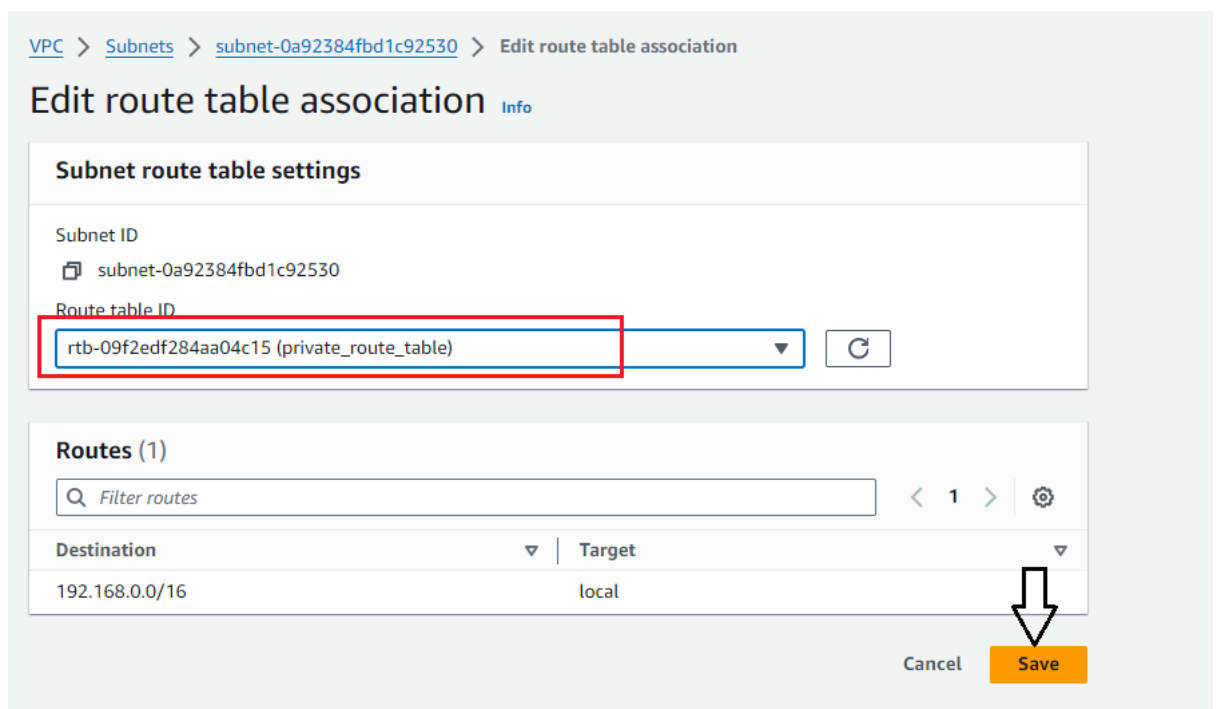 VPC > Subnets > subnet-0a92384fbd1c92530 > Edit route table association
Edit route table association Info
Subnet route table settings
Subnet ID
subnet-0a92384fbd1c92530
Route table ID
rtb-09f2edf284aa04c15 (private_route_table)
Routes (1)
Filter routes
< 1 >
Destination Target
192.168.0.0/16 local
Cancel Save